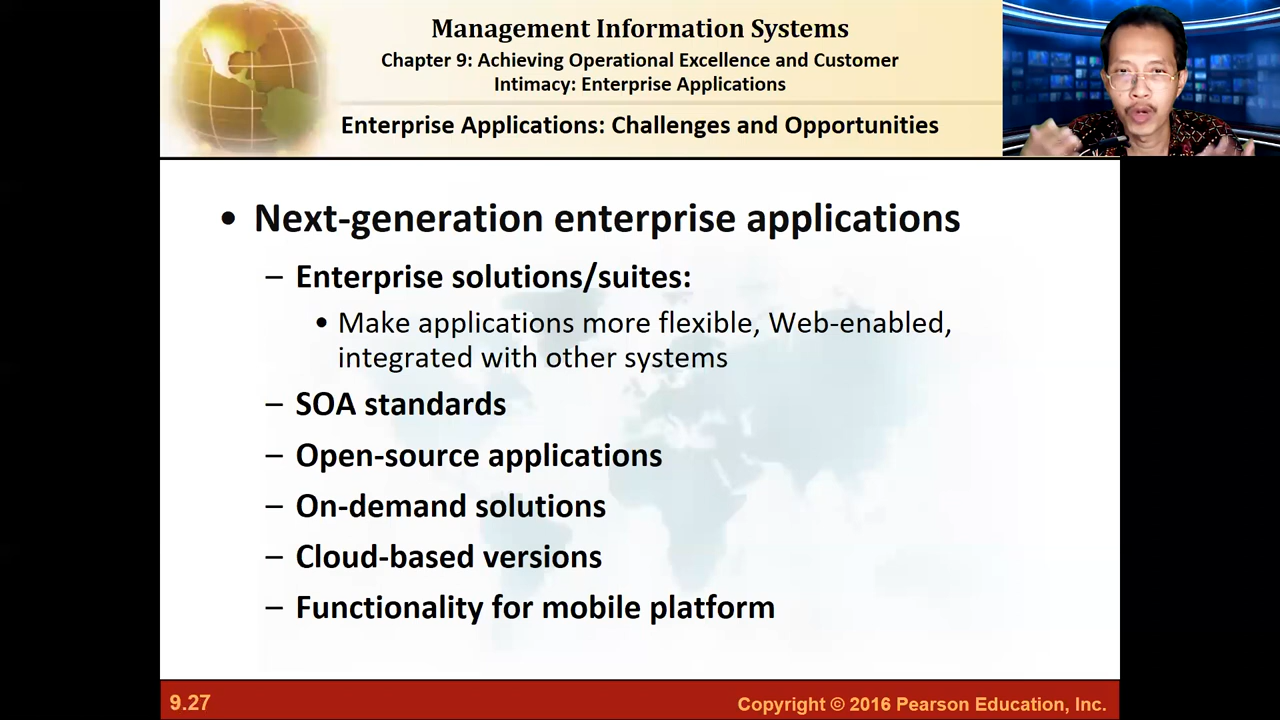 Management Information Systems
Chapter 9: Achieving Operational Excellence and Customer
Intimacy: Enterprise Applications
Enterprise Applications: Challenges and Opportunities
• Next-generation enterprise applications
– Enterprise solutions/suites:
• Make applications more flexible, Web-enabled,
integrated with other systems
– SOA standards
– Open-source applications
– On-demand solutions
– Cloud-based versions
– Functionality for mobile platform
9.27
Copyright © 2016 Pearson Education, Inc.